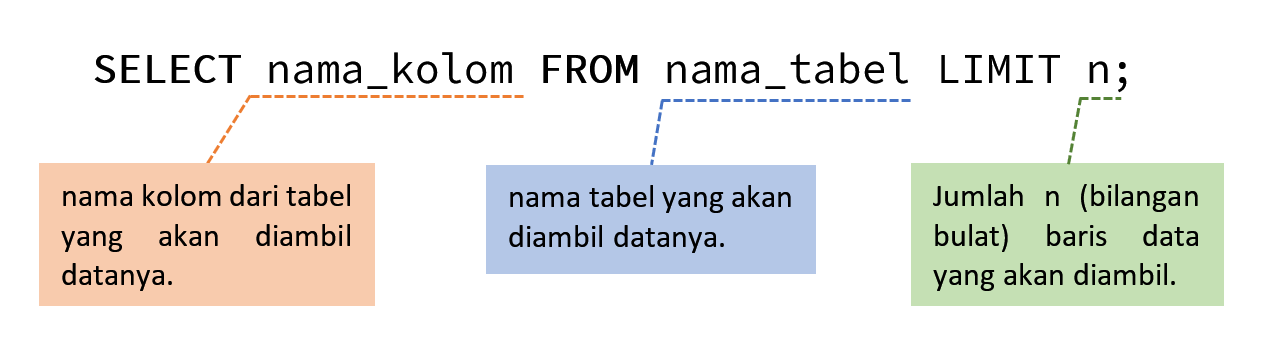 SELECT nama_kolom FROM nama_tabel LIMIT n;
nama kolom dari tabel
yang akan diambil
datanya.
nama tabel yang akan
diambil datanya.
Jumlah n (bilangan
bulat) baris data
yang akan diambil.